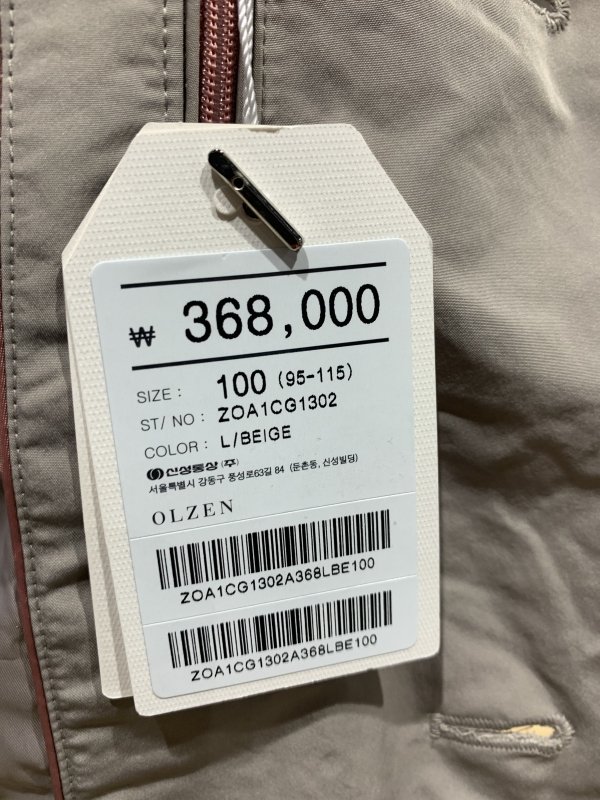 ₩ 368,000
SIZE : 100 (95-115)
ST/ NO : ZOA1CG1302
COLOR : L/BEIGE
신성통상 (주)
서울특별시 강동구 풍성로63길 84 (둔촌동, 신성빌딩)
OLZEN
ZOA1CG1302A368LBE100
ZOA1CG1302A368LBE100